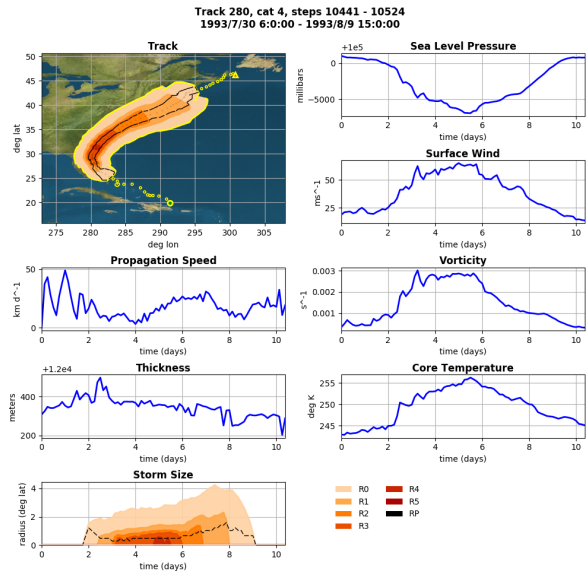 Track 280, cat 4, steps 10441 - 10524
1993/7/30 6:0:00 - 1993/8/9 15:0:00
Track
50
45
40
35
30
25
20
deg lat
275
280
285
290
295
300
305
deg lon
Sea Level Pressure
+1e5
0
−5000
millibars
0
2
4
6
8
10
time (days)
Surface Wind
50
25
ms^-1
0
2
4
6
8
10
time (days)
Propagation Speed
50
0
km d^-1
0
2
4
6
8
10
time (days)
Vorticity
0.003
0.002
0.001
s^-1
0
2
4
6
8
10
time (days)
Thickness
+1.2e4
400
200
meters
0
2
4
6
8
10
time (days)
Core Temperature
255
250
245
deg K
0
2
4
6
8
10
time (days)
Storm Size
4
2
0
radius (deg lat)
0
2
4
6
8
10
time (days)
R0
R1
R2
R3
R4
R5
RP